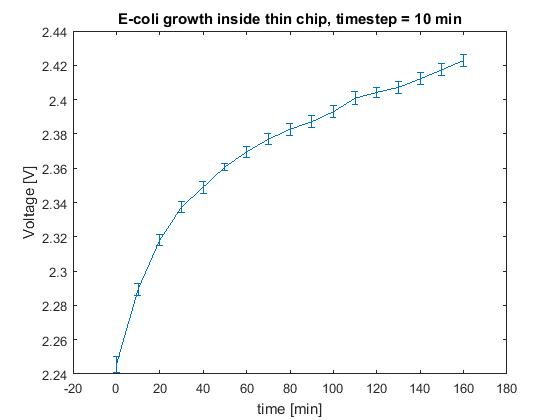 E-coli growth inside thin chip, timestep = 10 min
2.44
2.42
2.4
2.38
2.36
2.34
2.32
2.3
2.28
2.26
2.24
Voltage [V]
-20 0 20 40 60 80 100 120 140 160 180
time [min]